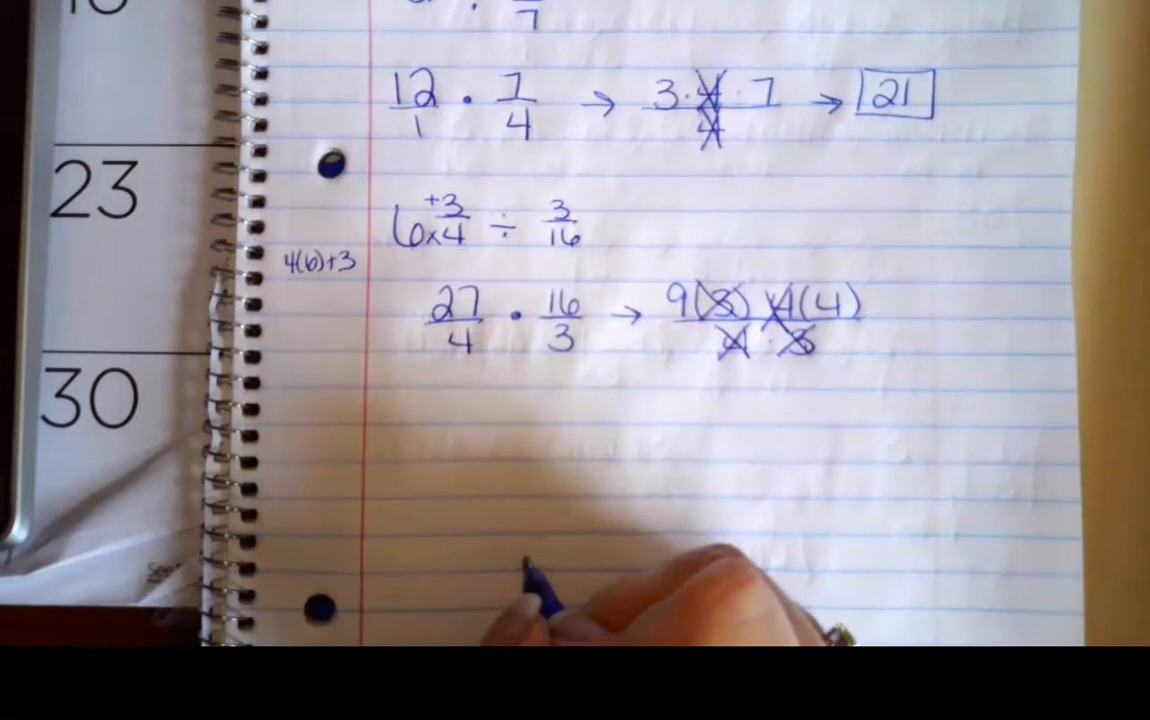 7
12/1 · 7/4 → 3·4·7/4 → 21
23
6 +3/×4 ÷ 3/16
4(6)+3
27/4 · 16/3 → 9(3) 4(4)/4·3
30